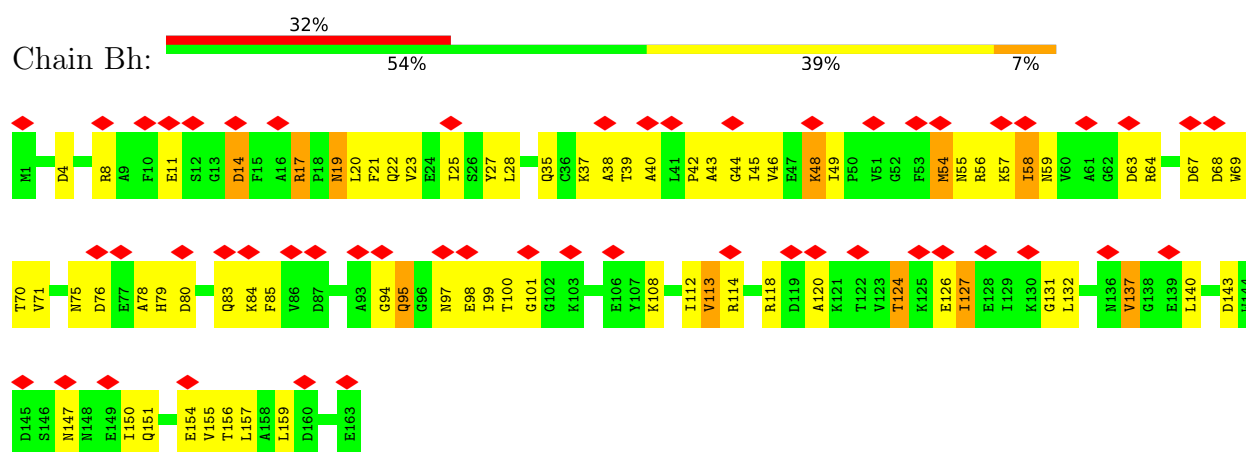 32%
Chain Bh:
54% 39% 7%
M1 D4 R8 A9 F10 E11 S12 G13 D14 F15 A16 R17 P18 N19 L20 F21 Q22 V23 E24 I25 S26 Y27 L28 Q35 C36 K37 A38 T39 A40 L41 P42 A43 G44 I45 V46 E47 K48 I49 P50 V51 G52 F53 M54 N55 R56 K57 I58 N59 V60 A61 G62 D63 R64 D67 D68 W69
T70 V71 N75 D76 E77 A78 H79 D80 Q83 K84 F85 V86 D87 A93 G94 Q95 G96 N97 E98 I99 T100 G101 G102 K103 E106 Y107 K108 I112 V113 R114 R118 D119 A120 K121 T122 V123 T124 K125 E126 I127 E128 I129 K130 G131 L132 N136 V137 G138 E139 L140 D143
D145 S146 N147 N148 E149 I150 Q151 E154 V155 T156 L157 A158 L159 D160 E163